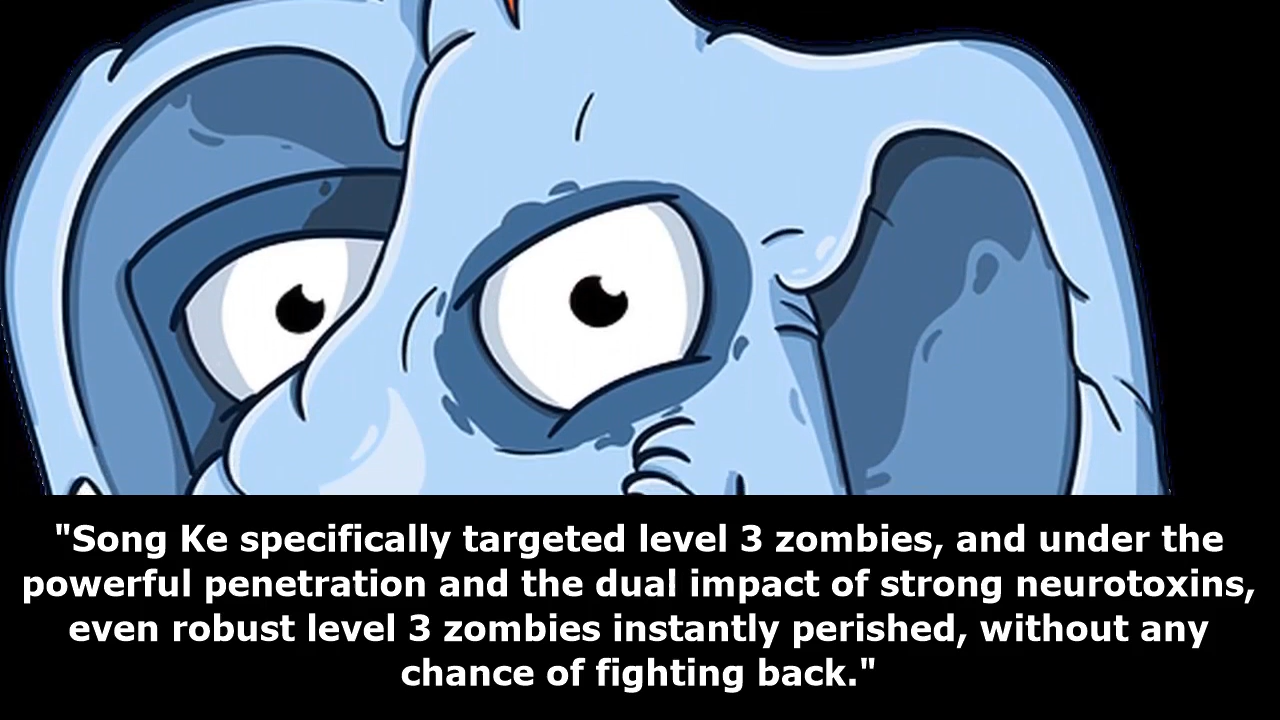 "Song Ke specifically targeted level 3 zombies, and under the
powerful penetration and the dual impact of strong neurotoxins,
even robust level 3 zombies instantly perished, without any
chance of fighting back."